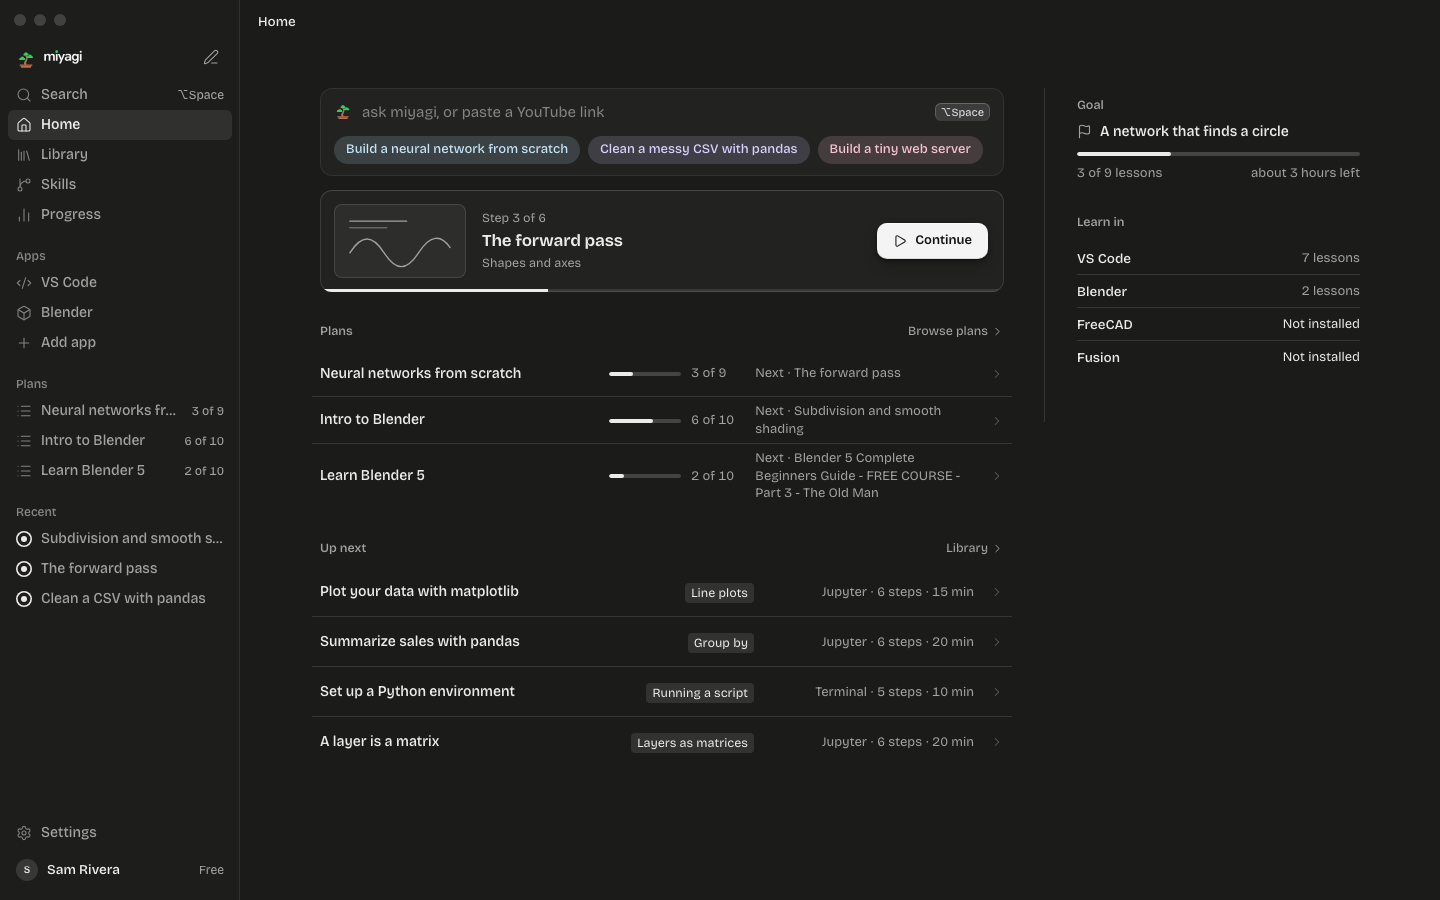 miyagi
Search ⌥Space
Home
Library
Skills
Progress
Apps
VS Code
Blender
Add app
Plans
Neural networks fr... 3 of 9
Intro to Blender 6 of 10
Learn Blender 5 2 of 10
Recent
Subdivision and smooth s...
The forward pass
Clean a CSV with pandas
Settings
S Sam Rivera Free
Home
ask miyagi, or paste a YouTube link ⌥Space
Build a neural network from scratch Clean a messy CSV with pandas Build a tiny web server
Step 3 of 6
The forward pass
Shapes and axes
Continue
Plans Browse plans
Neural networks from scratch 3 of 9 Next · The forward pass
Intro to Blender 6 of 10 Next · Subdivision and smooth
shading
Learn Blender 5 2 of 10 Next · Blender 5 Complete
Beginners Guide - FREE COURSE -
Part 3 - The Old Man
Up next Library
Plot your data with matplotlib Line plots Jupyter · 6 steps · 15 min
Summarize sales with pandas Group by Jupyter · 6 steps · 20 min
Set up a Python environment Running a script Terminal · 5 steps · 10 min
A layer is a matrix Layers as matrices Jupyter · 6 steps · 20 min
Goal
A network that finds a circle
3 of 9 lessons about 3 hours left
Learn in
VS Code 7 lessons
Blender 2 lessons
FreeCAD Not installed
Fusion Not installed